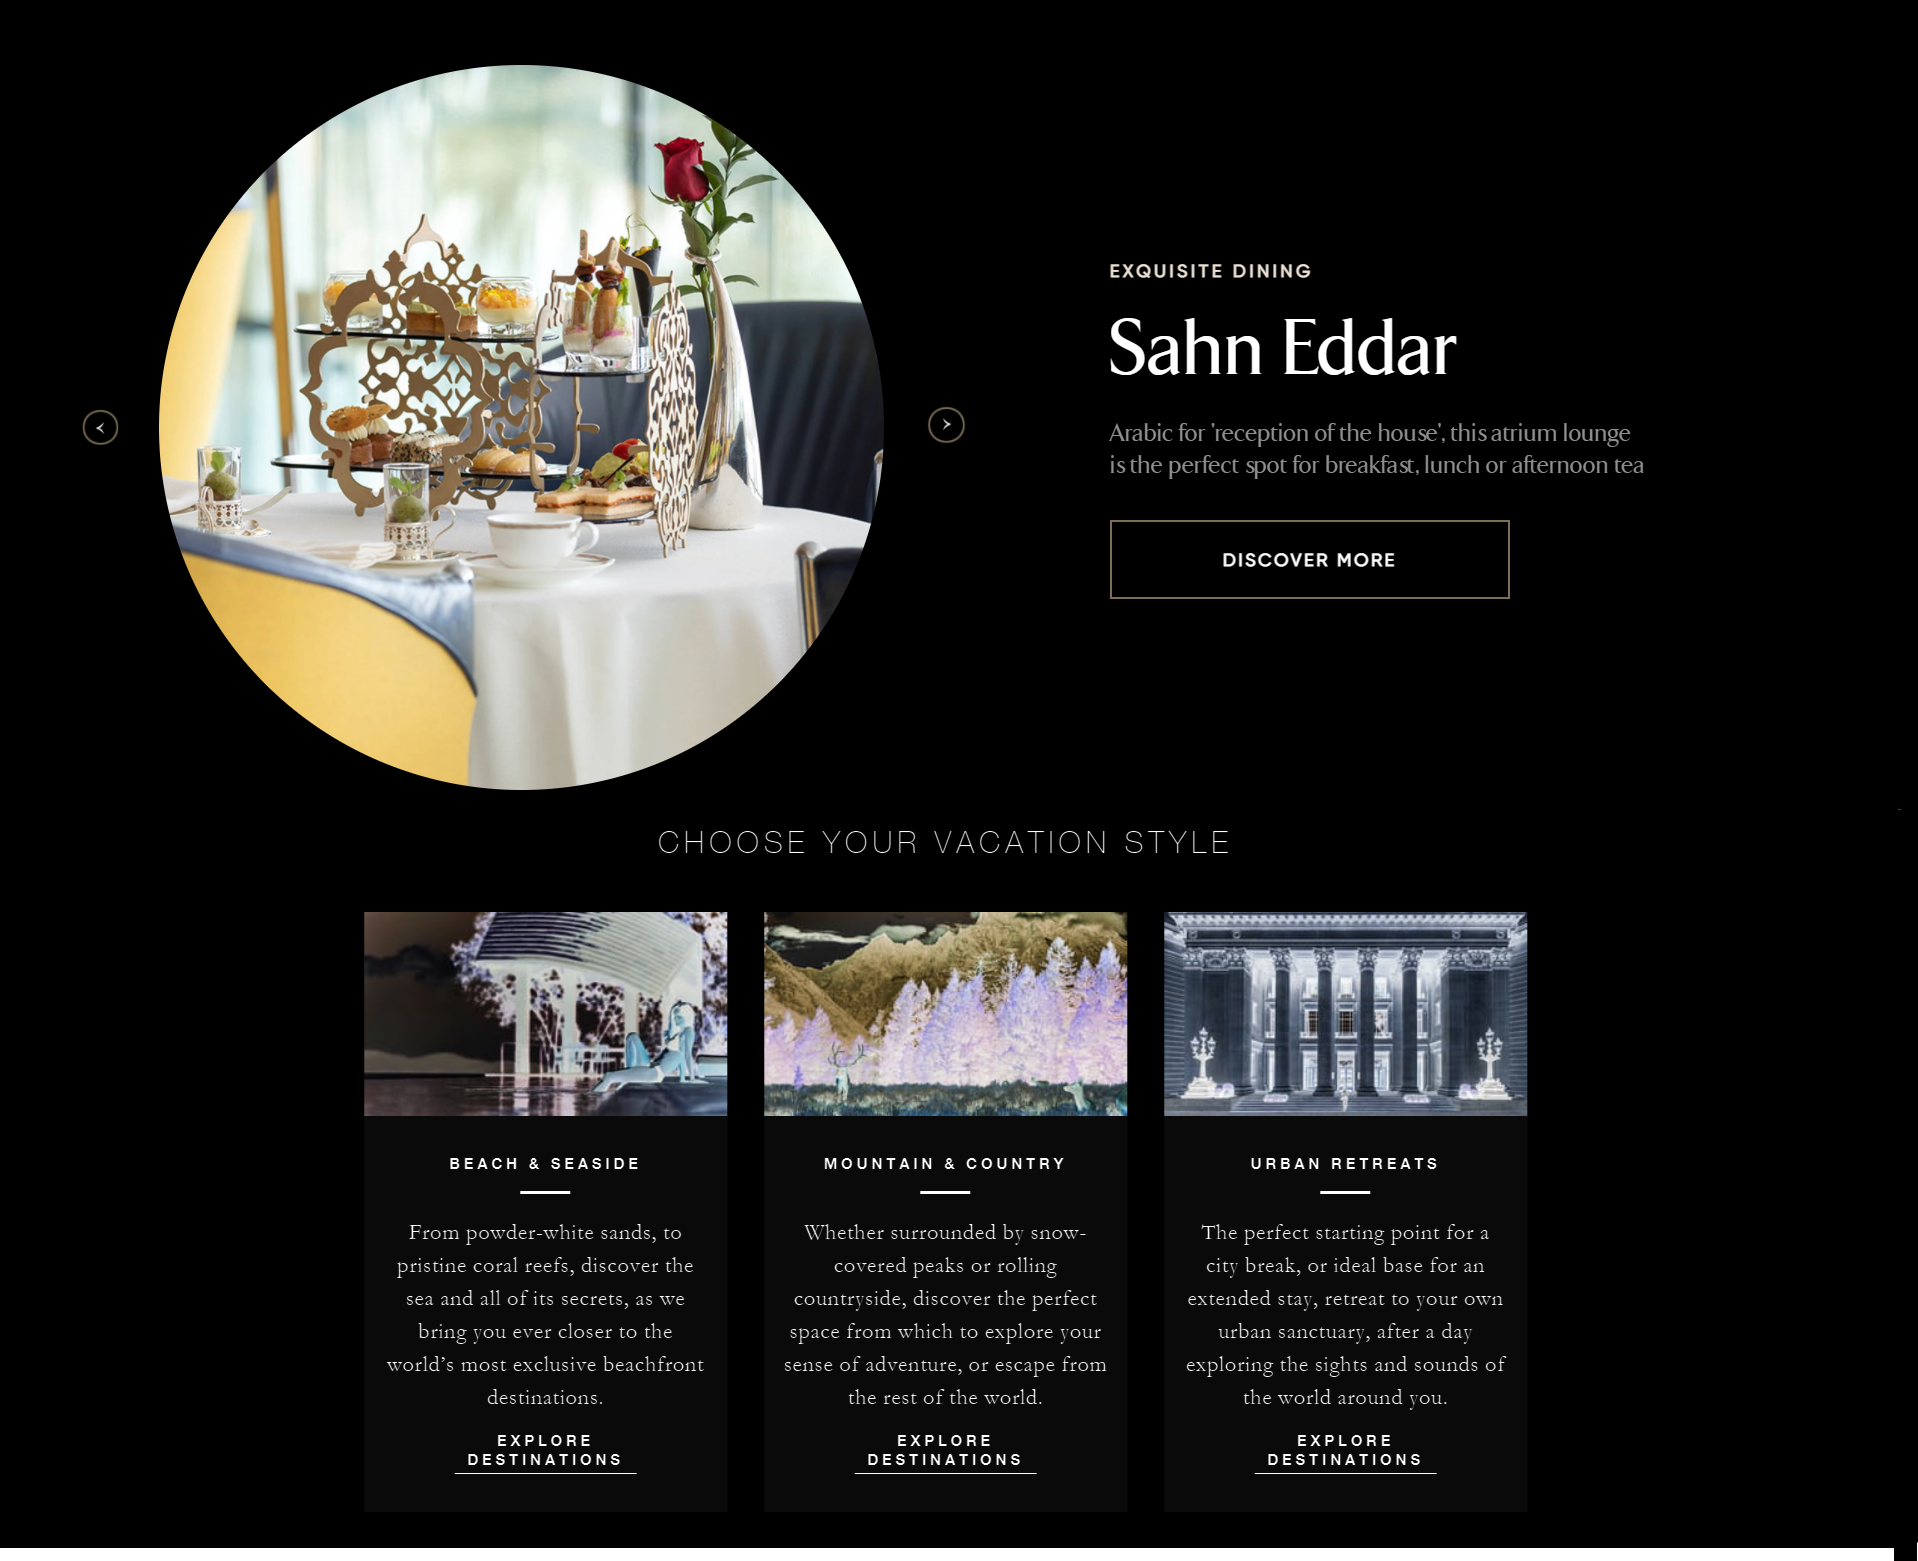 EXQUISITE DINING
Sahn Eddar
Arabic for 'reception of the house', this atrium lounge
is the perfect spot for breakfast, lunch or afternoon tea
DISCOVER MORE
CHOOSE YOUR VACATION STYLE
BEACH & SEASIDE
From powder-white sands, to
pristine coral reefs, discover the
sea and all of its secrets, as we
bring you ever closer to the
world’s most exclusive beachfront
destinations.
EXPLORE
DESTINATIONS
MOUNTAIN & COUNTRY
Whether surrounded by snow-
covered peaks or rolling
countryside, discover the perfect
space from which to explore your
sense of adventure, or escape from
the rest of the world.
EXPLORE
DESTINATIONS
URBAN RETREATS
The perfect starting point for a
city break, or ideal base for an
extended stay, retreat to your own
urban sanctuary, after a day
exploring the sights and sounds of
the world around you.
EXPLORE
DESTINATIONS